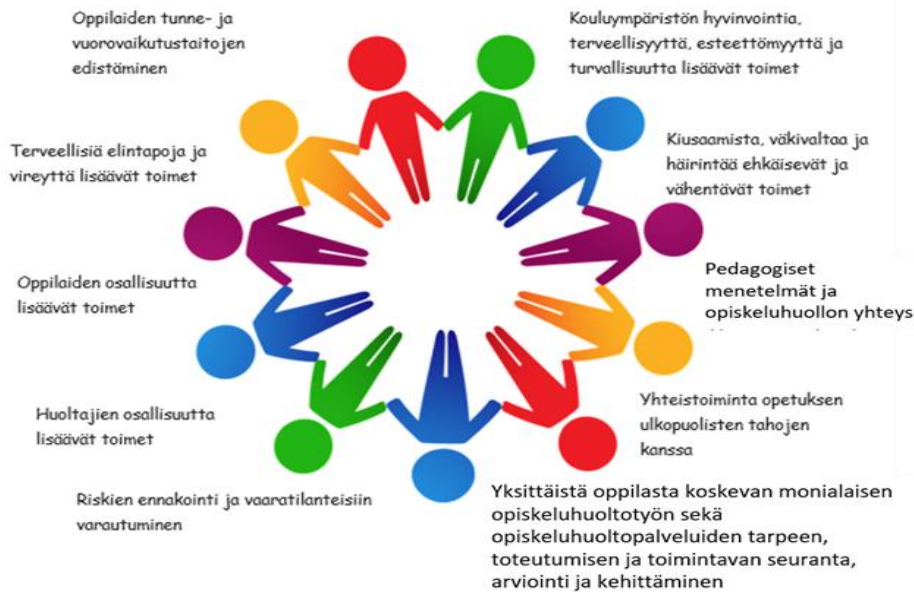 Oppilaiden tunne- ja
vuorovaikutustaitojen
edistäminen
Kouluympäristön hyvinvointia,
terveellisyyttä, esteettömyyttä ja
turvallisuutta lisäävät toimet
Terveellisiä elintapoja ja
vireyttä lisäävät toimet
Kiusaamista, väkivaltaa ja
häirintää ehkäisevät ja
vähentävät toimet
Oppilaiden osallisuutta
lisäävät toimet
Pedagogiset
menetelmät ja
opiskeluhuollon yhteys
Huoltajien osallisuutta
lisäävät toimet
Yhteistoiminta opetuksen
ulkopuolisten tahojen
kanssa
Riskien ennakointi ja vaaratilanteisiin
varautuminen
Yksittäistä oppilasta koskevan monialaisen
opiskeluhuoltotyön sekä
opiskeluhuoltopalveluiden tarpeen,
toteutumisen ja toimintavan seuranta,
arviointi ja kehittäminen